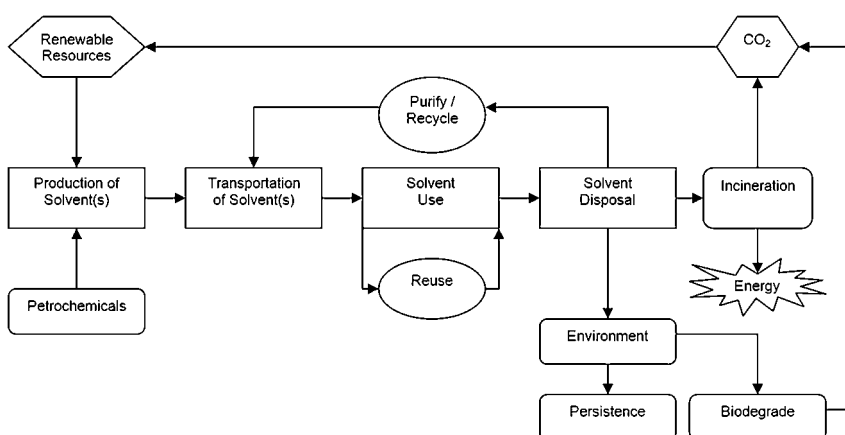 Renewable
Resources
CO₂
Purify /
Recycle
Production of
Solvent(s)
Transportation
of Solvent(s)
Solvent
Use
Solvent
Disposal
Incineration
Reuse
Energy
Petrochemicals
Environment
Persistence
Biodegrade